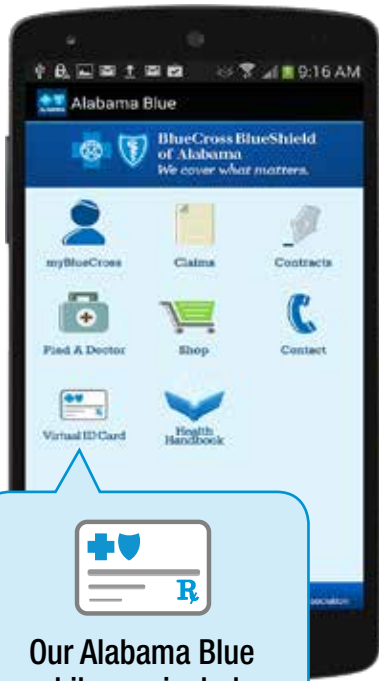 9:16 AM
Alabama Blue
BlueCross BlueShield
of Alabama
We cover what matters.
myBlueCross
Claims
Contracts
Find A Doctor
Shop
Contact
Virtual ID Card
Health
Handbook
Rx
Our Alabama Blue